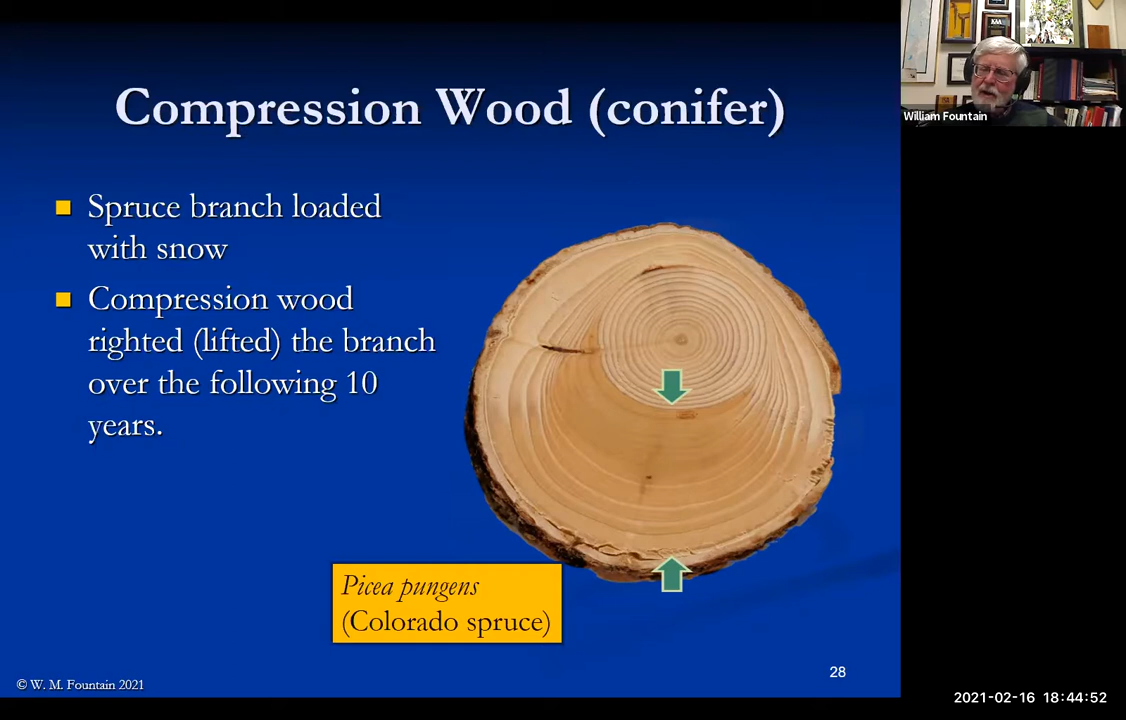 Compression Wood (conifer)
Spruce branch loaded
with snow
Compression wood
righted (lifted) the branch
over the following 10
years.
Picea pungens
(Colorado spruce)
28
© W. M. Fountain 2021
William Fountain
2021-02-16 18:44:52